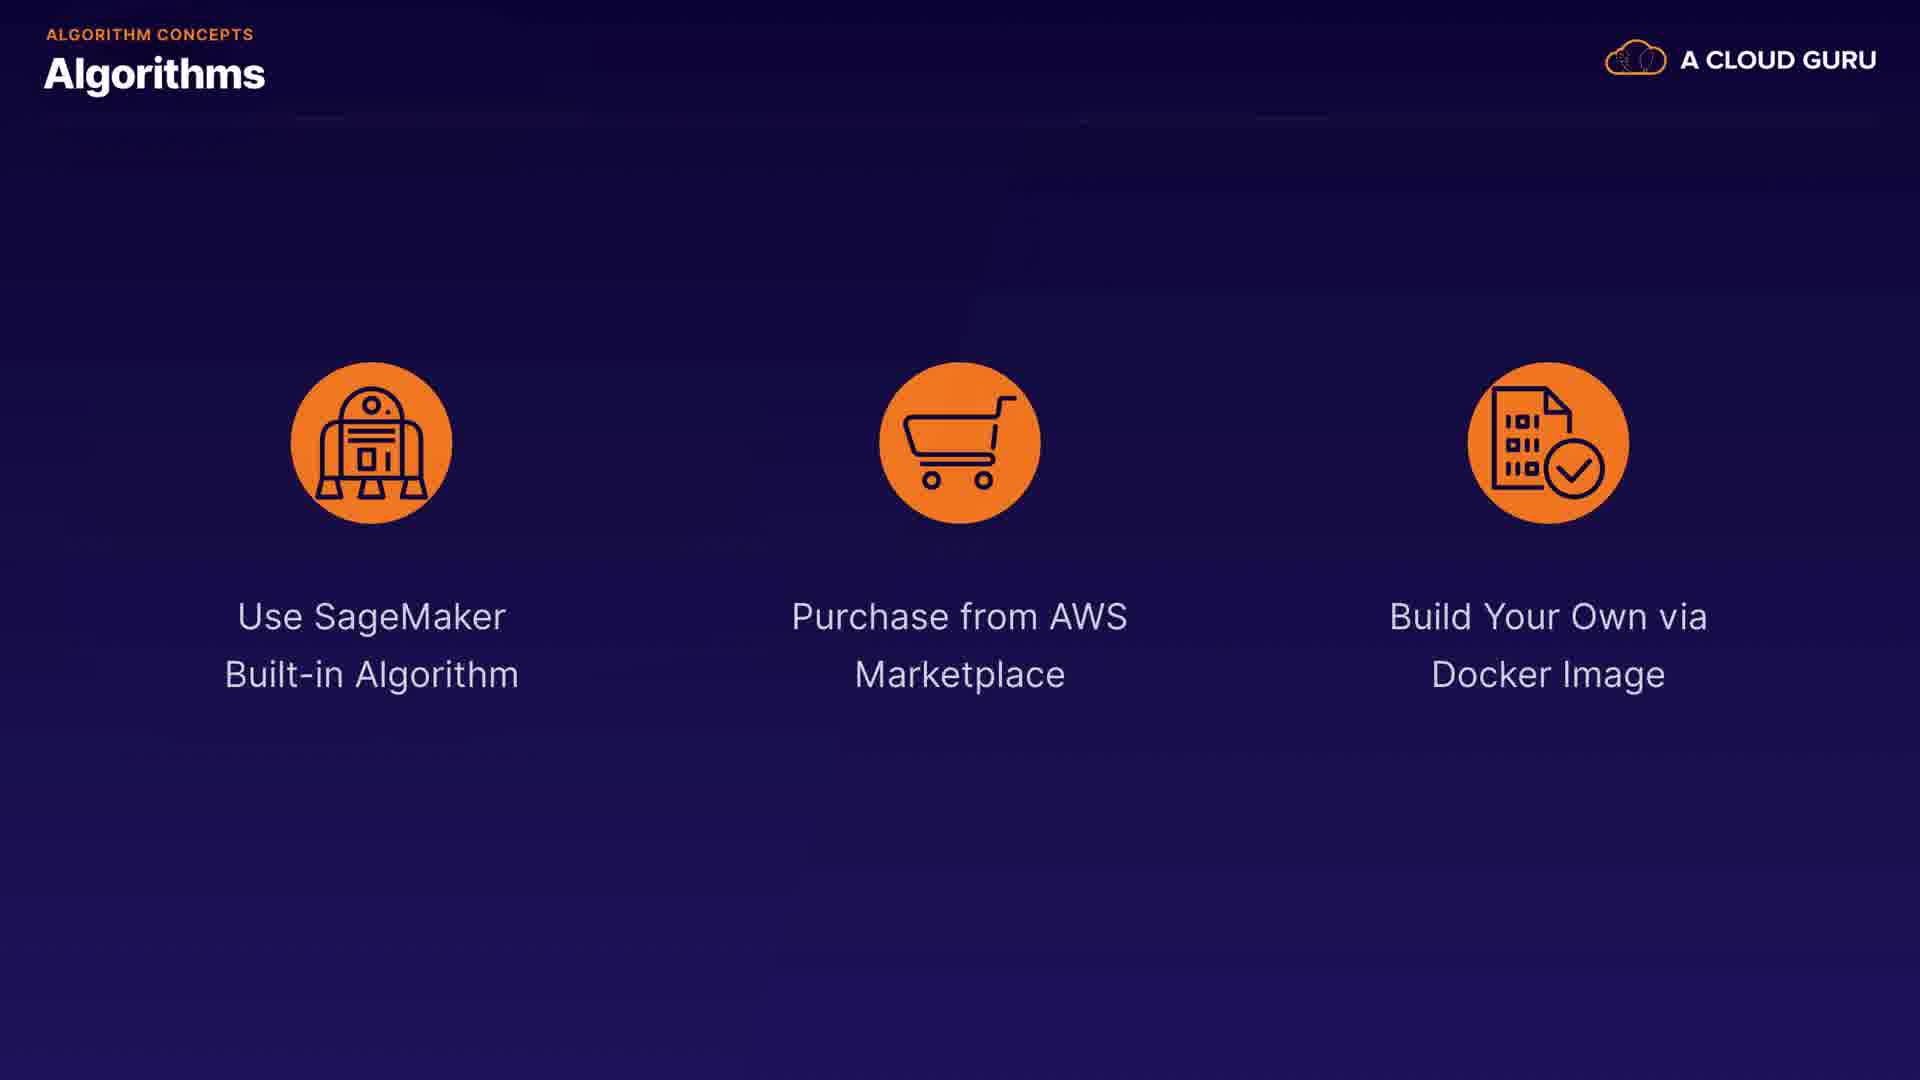 ALGORITHM CONCEPTS
Algorithms
A CLOUD GURU
Use SageMaker
Built-in Algorithm
Purchase from AWS
Marketplace
Build Your Own via
Docker Image